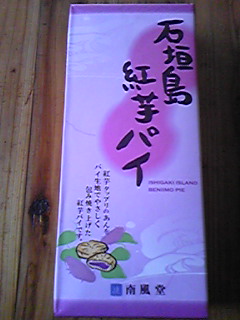 石垣島
紅芋パイ
ISHIGAKI ISLAND
BENIIMO PIE
紅芋タップリのあんを
パイ生地でやさしく
包み焼き上げた
紅芋パイです。
南風堂